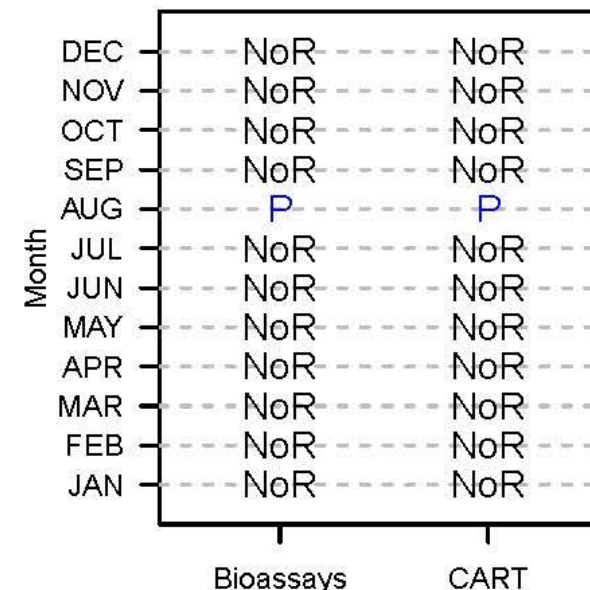 DEC NoR NoR
NOV NoR NoR
OCT NoR NoR
SEP NoR NoR
AUG P P
JUL NoR NoR
JUN NoR NoR
MAY NoR NoR
APR NoR NoR
MAR NoR NoR
FEB NoR NoR
JAN NoR NoR
Month
Bioassays CART